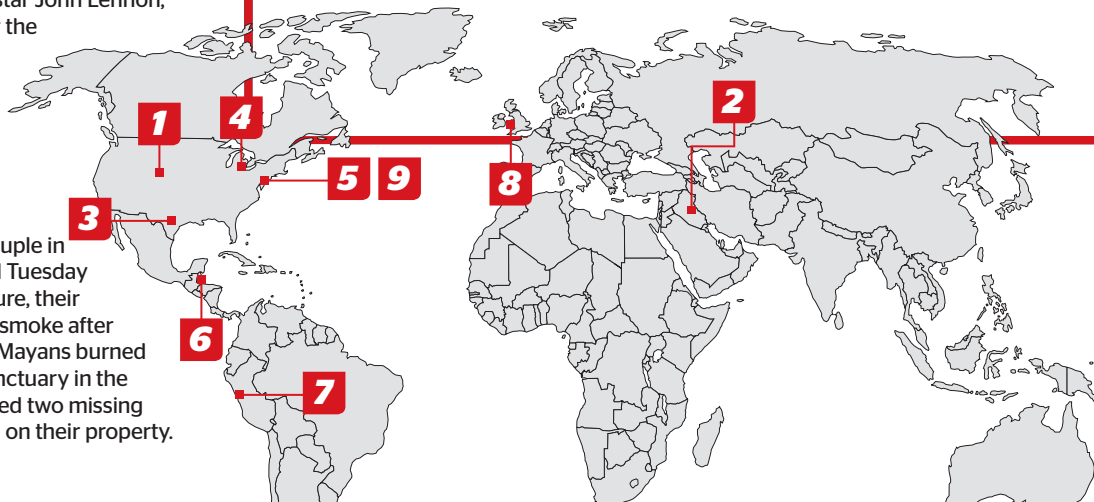 star John Lennon,
the
1
4
2
5 9
8
3
uple in
Tuesday
ure, their
smoke after
Mayans burned
nctuary in the
ed two missing
on their property.
6
7